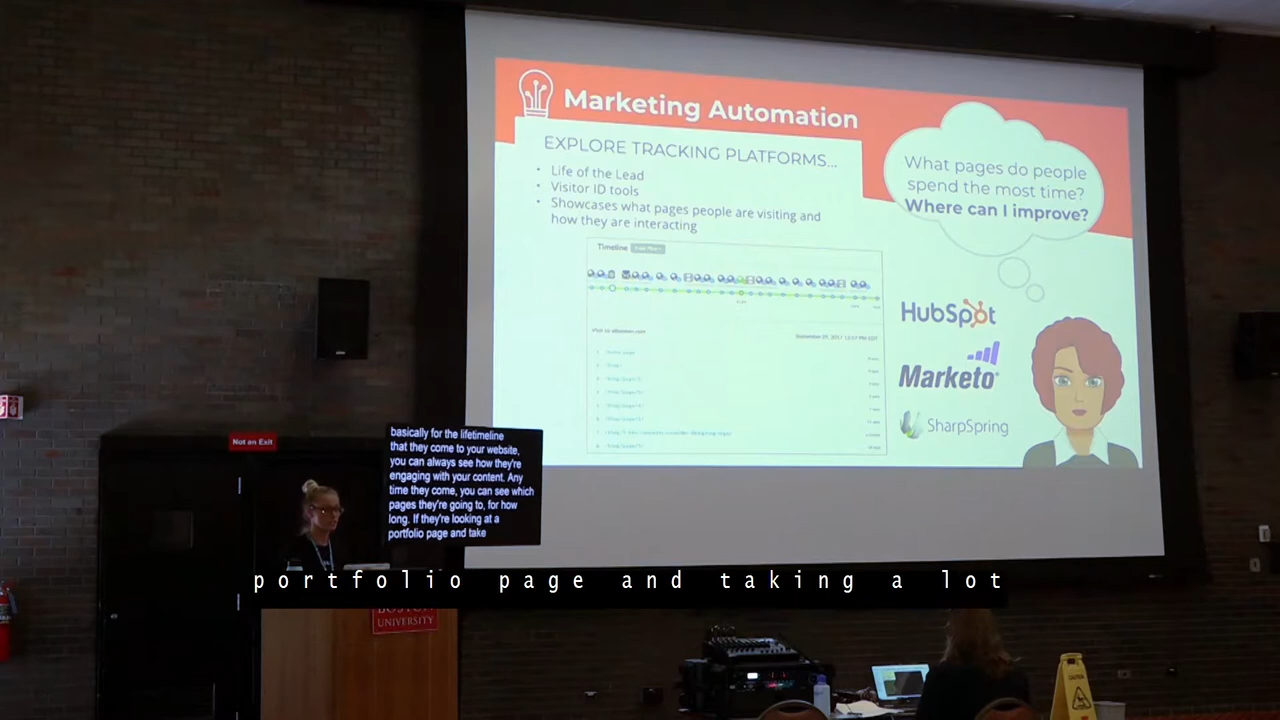 Marketing Automation
EXPLORE TRACKING PLATFORMS...
• Life of the Lead
• Visitor ID tools
• Showcases what pages people are visiting and
how they are interacting
What pages do people
spend the most time?
Where can I improve?
Timeline
HubSpot
Marketo
SharpSpring
Not an Exit
basically for the lifetimeline
that they come to your website,
you can always see how they're
engaging with your content. Any
time they come, you can see which
pages they're going to, for how
long. If they're looking at a
portfolio page and take
portfolio page and taking a lot
BOSTON
UNIVERSITY
CAUTION